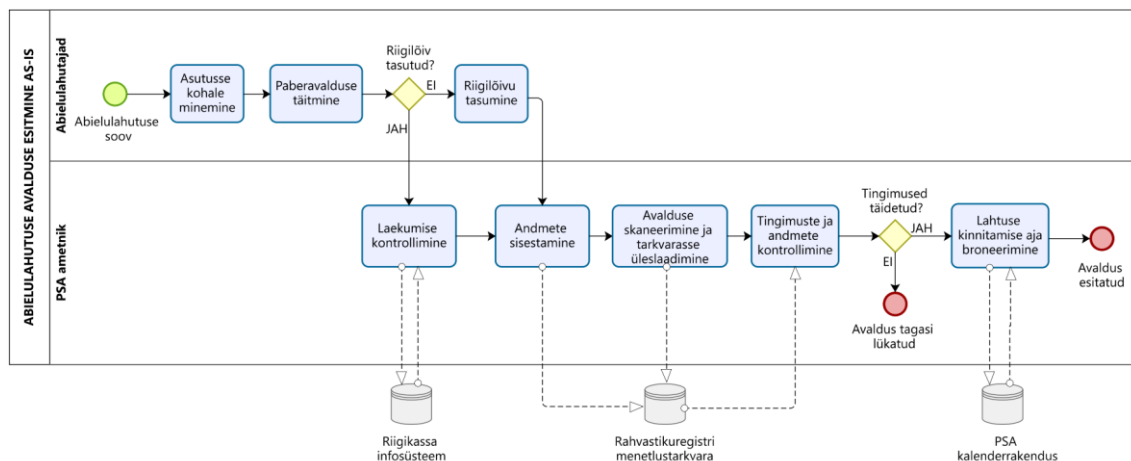 ABIELULAHUTUSE AVALDUSE ESITMINE AS-IS
Abielulahutajad
Abielulahutuse
soov
Asutusse
kohale
minemine
Paberavalduse
täitmine
Riigilõiv
tasutud?
EI
JAH
Riigilõivu
tasumine
PSA ametnik
Laekumise
kontrollimine
Andmete
sisestamine
Avalduse
skaneerimine ja
tarkvarasse
üleslaadimine
Tingimuste ja
andmete
kontrollimine
Tingimused
täidetud?
JAH
EI
Avaldus tagasi
lükatud
Lahtuse
kinnitamise aja
broneerimine
Avaldus
esitatud
Riigikassa
infosüsteem
Rahvastikuregistri
menetlustarkvara
PSA
kalenderrakendus